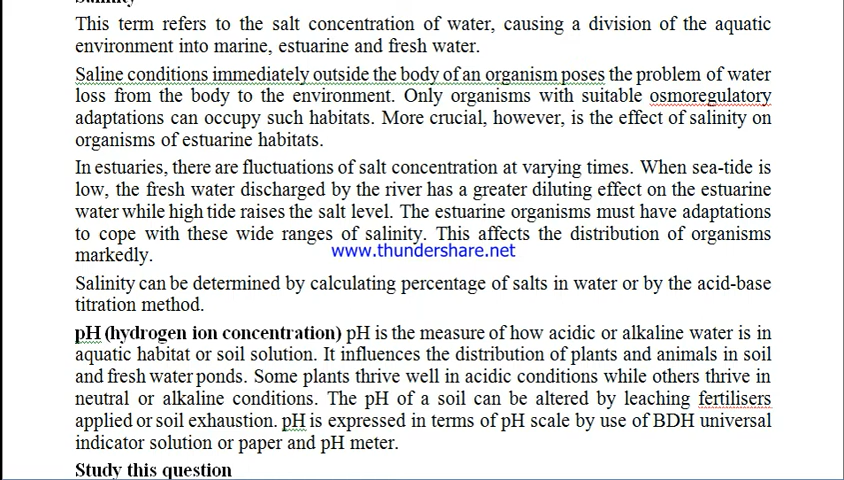 Salinity
This term refers to the salt concentration of water, causing a division of the aquatic
environment into marine, estuarine and fresh water.
Saline conditions immediately outside the body of an organism poses the problem of water
loss from the body to the environment. Only organisms with suitable osmoregulatory
adaptations can occupy such habitats. More crucial, however, is the effect of salinity on
organisms of estuarine habitats.
In estuaries, there are fluctuations of salt concentration at varying times. When sea-tide is
low, the fresh water discharged by the river has a greater diluting effect on the estuarine
water while high tide raises the salt level. The estuarine organisms must have adaptations
to cope with these wide ranges of salinity. This affects the distribution of organisms
markedly.
www.thundershare.net
Salinity can be determined by calculating percentage of salts in water or by the acid-base
titration method.
pH (hydrogen ion concentration) pH is the measure of how acidic or alkaline water is in
aquatic habitat or soil solution. It influences the distribution of plants and animals in soil
and fresh water ponds. Some plants thrive well in acidic conditions while others thrive in
neutral or alkaline conditions. The pH of a soil can be altered by leaching fertilisers
applied or soil exhaustion. pH is expressed in terms of pH scale by use of BDH universal
indicator solution or paper and pH meter.
Study this question